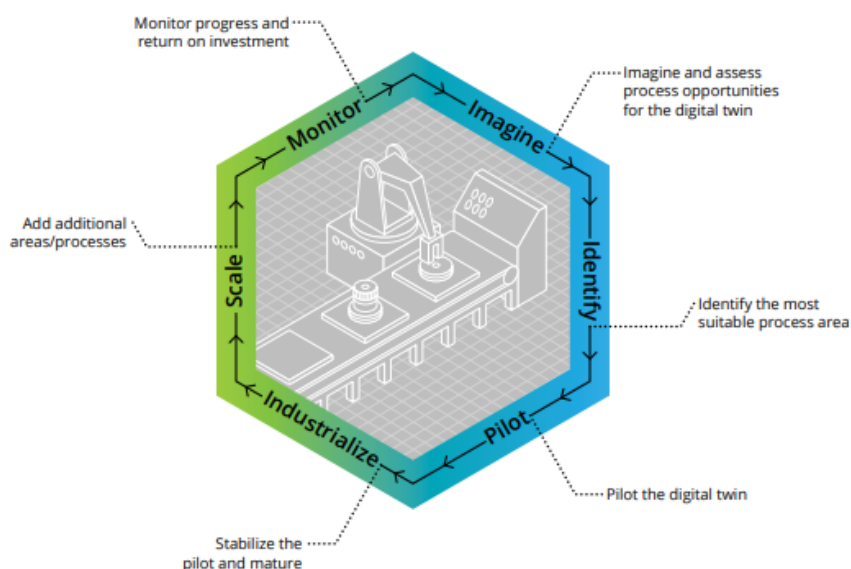 Monitor progress and
return on investment
Monitor
Imagine
Imagine and assess
process opportunities
for the digital twin
Identify
Identify the most
suitable process area
Pilot
Pilot the digital twin
Industrialize
Stabilize the
pilot and mature
Scale
Add additional
areas/processes